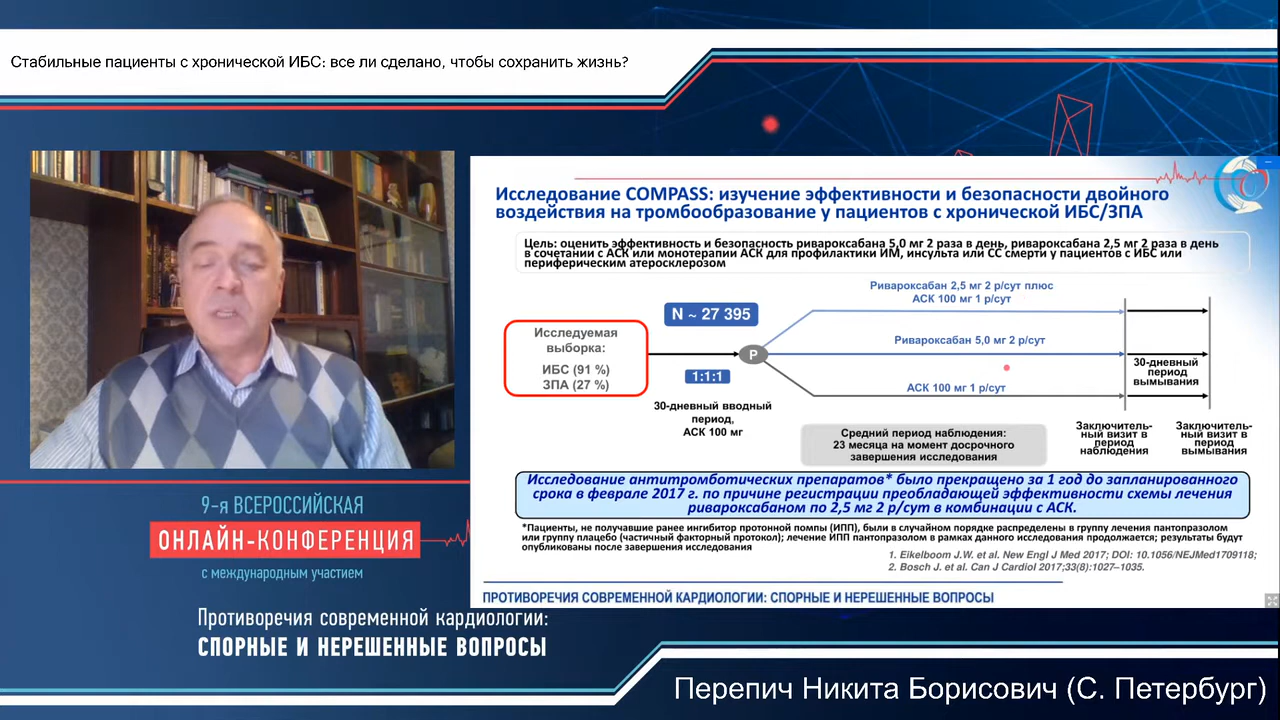 Стабильные пациенты с хронической ИБС: все ли сделано, чтобы сохранить жизнь?
Исследование COMPASS: изучение эффективности и безопасности двойного
воздействия на тромбообразование у пациентов с хронической ИБС/ЗПА
Цель: оценить эффективность и безопасность ривароксабана 5,0 мг 2 раза в день, ривароксабана 2,5 мг 2 раза в день
в сочетании с АСК или монотерапии АСК для профилактики ИМ, инсульта или СС смерти у пациентов с ИБС или
периферическим атеросклерозом
Исследуемая
выборка:
ИБС (91 %)
ЗПА (27 %)
N ~ 27 395
1:1:1
30-дневный вводный
период,
АСК 100 мг
Р
Ривароксабан 2,5 мг 2 р/сут плюс
АСК 100 мг 1 р/сут
Ривароксабан 5,0 мг 2 р/сут
АСК 100 мг 1 р/сут
30-дневный
период
вымывания
Средний период наблюдения:
23 месяца на момент досрочного
завершения исследования
Заключитель-
ный визит в
период
наблюдения
Заключитель-
ный визит в
период
вымывания
Исследование антитромботических препаратов* было прекращено за 1 год до запланированного
срока в феврале 2017 г. по причине регистрации преобладающей эффективности схемы лечения
ривароксабаном по 2,5 мг 2 р/сут в комбинации с АСК.
*Пациенты, не получавшие ранее ингибитор протонной помпы (ИПП), были в случайном порядке распределены в группу лечения пантопразолом
или группу плацебо (частичный факторный протокол); лечение ИПП пантопразолом в рамках данного исследования продолжается; результаты будут
опубликованы после завершения исследования
1. Eikelboom J.W. et al. New Engl J Med 2017; DOI: 10.1056/NEJMed1709118;
2. Bosch J. et al. Can J Cardiol 2017;33(8):1027–1035.
ПРОТИВОРЕЧИЯ СОВРЕМЕННОЙ КАРДИОЛОГИИ: СПОРНЫЕ И НЕРЕШЕННЫЕ ВОПРОСЫ
9-я ВСЕРОССИЙСКАЯ
ОНЛАЙН-КОНФЕРЕНЦИЯ
с международным участием
Противоречия современной кардиологии:
СПОРНЫЕ И НЕРЕШЕННЫЕ ВОПРОСЫ
Перепич Никита Борисович (С. Петербург)